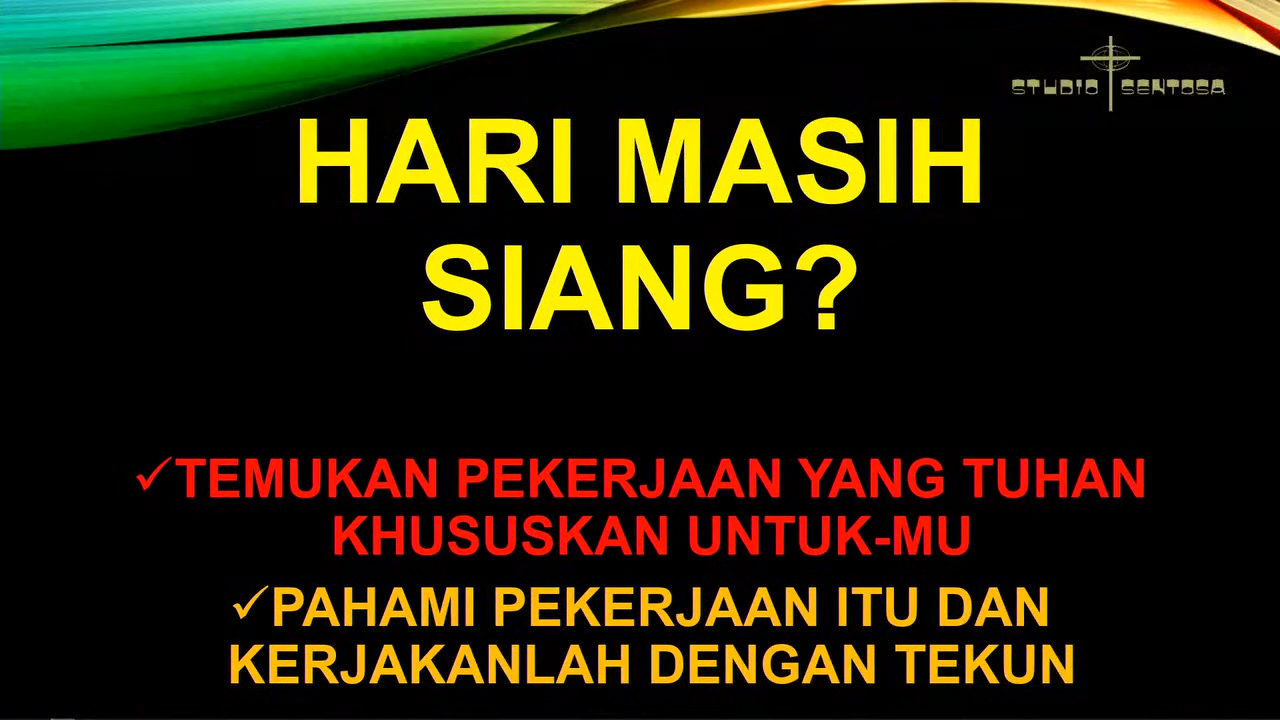 STUDIO SENTOSA
HARI MASIH
SIANG?
✓TEMUKAN PEKERJAAN YANG TUHAN
KHUSUSKAN UNTUK-MU
✓PAHAMI PEKERJAAN ITU DAN
KERJAKANLAH DENGAN TEKUN